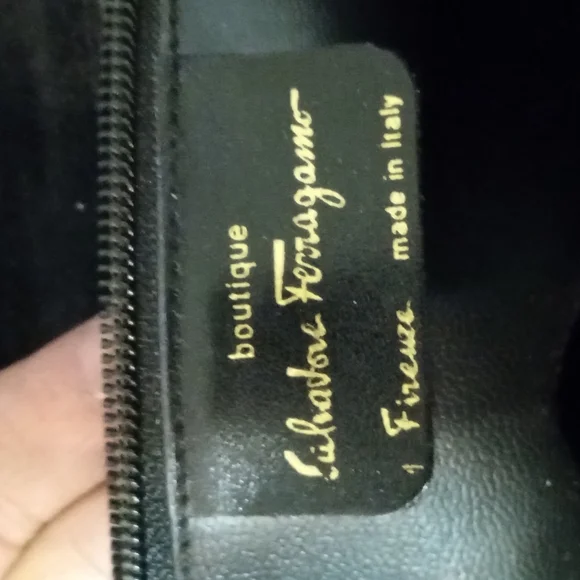 boutique
Salvatore Ferragamo
Firenze made in Italy